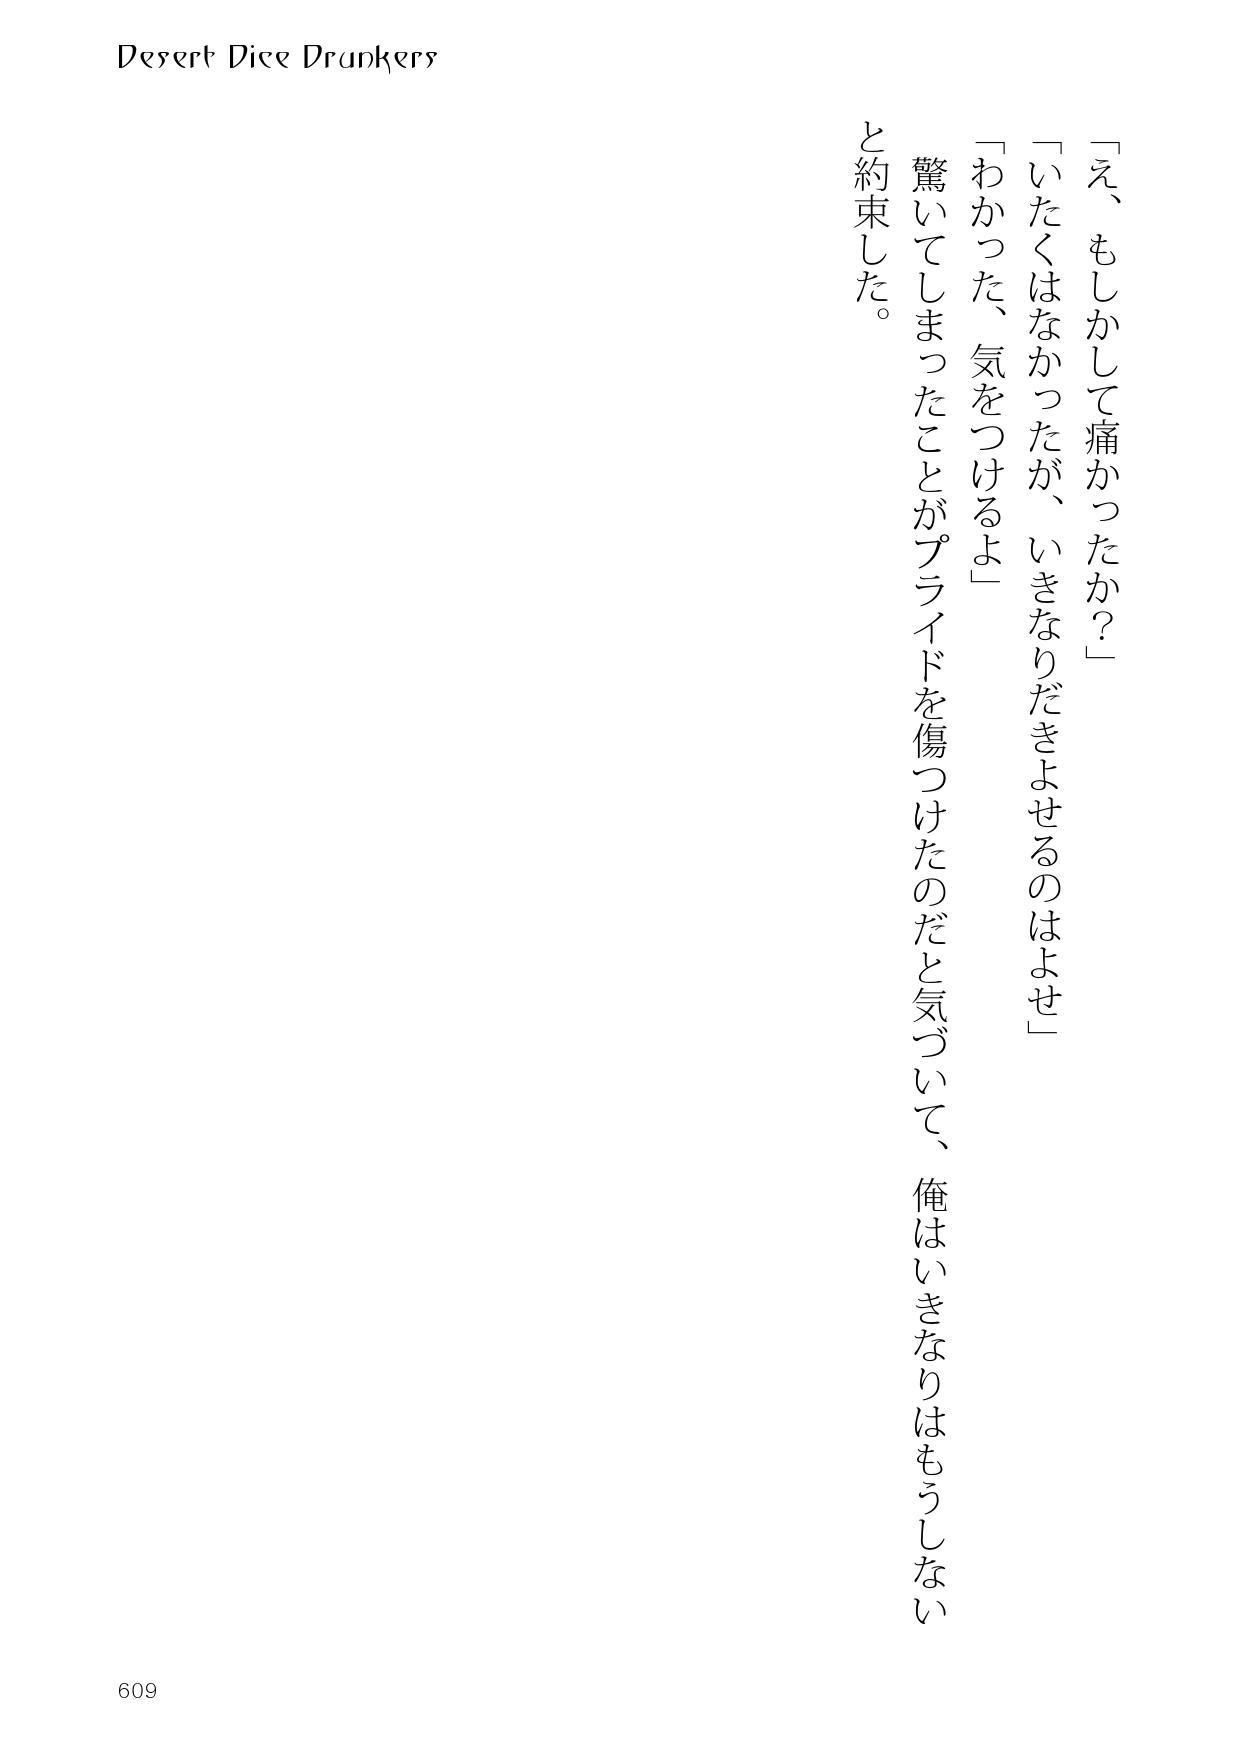 Desert Dice Drunkers
「え、もしかして痛かったか？」
「いたくはなかったが、いきなりだきよせるのはよせ」
「わかった、気をつけるよ」
　驚いてしまったことがプライドを傷つけたのだと気づいて、俺はいきなりはもうしない
と約束した。
609